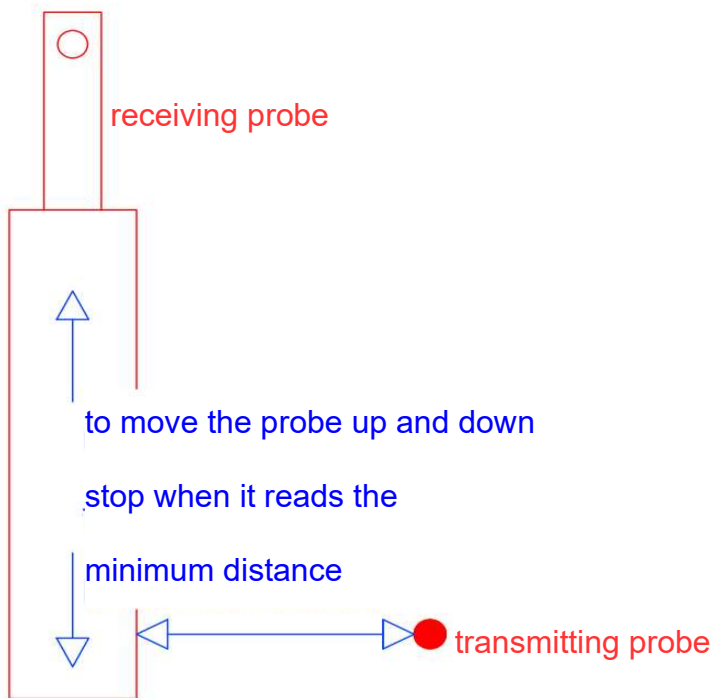 receiving probe
to move the probe up and down
stop when it reads the
minimum distance
transmitting probe